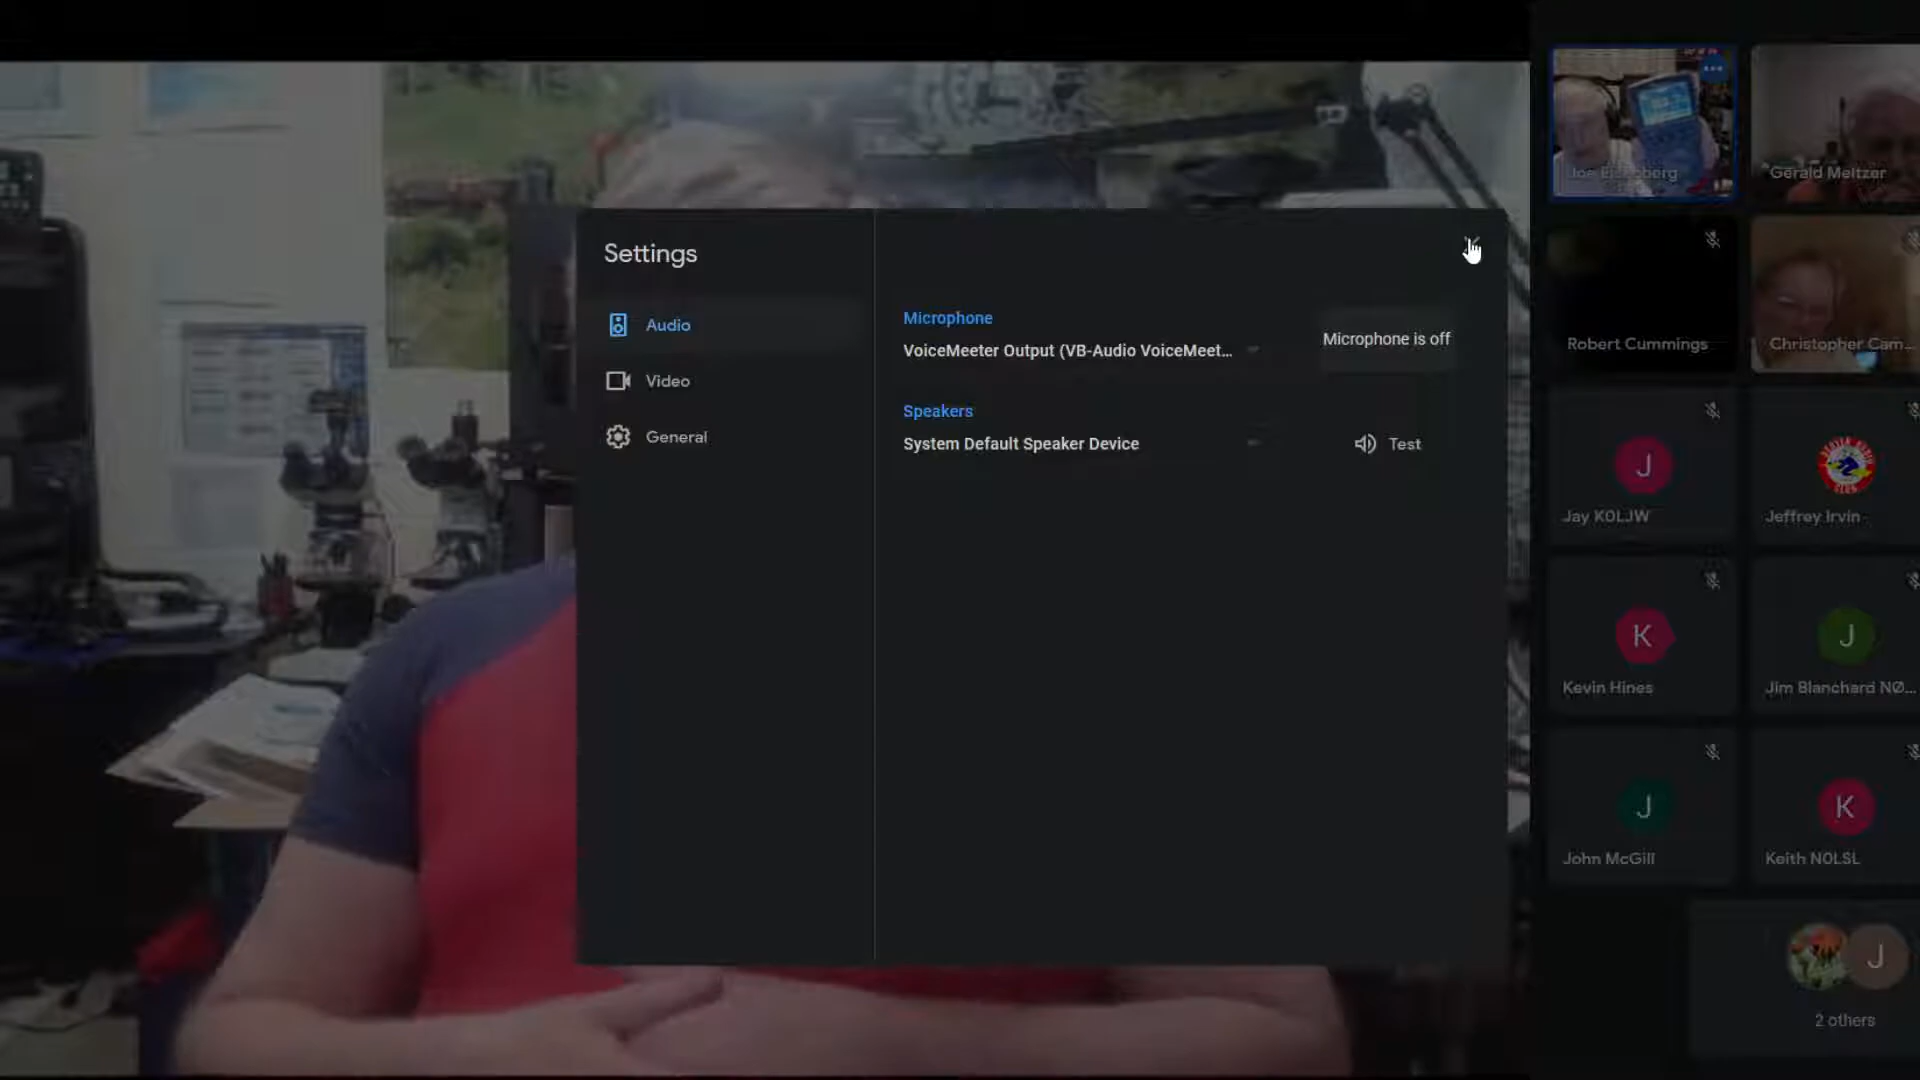 Settings
Audio
Video
General
Microphone
VoiceMeeter Output (VB-Audio VoiceMeet...
Microphone is off
Speakers
System Default Speaker Device
Test
Joe Eisenberg
Gerald Meltzer
Robert Cummings
Christopher Cam...
J
Jay K0LJW
Jeffrey Irvin
K
Kevin Hines
J
Jim Blanchard NØ...
J
John McGill
K
Keith N0LSL
J
2 others